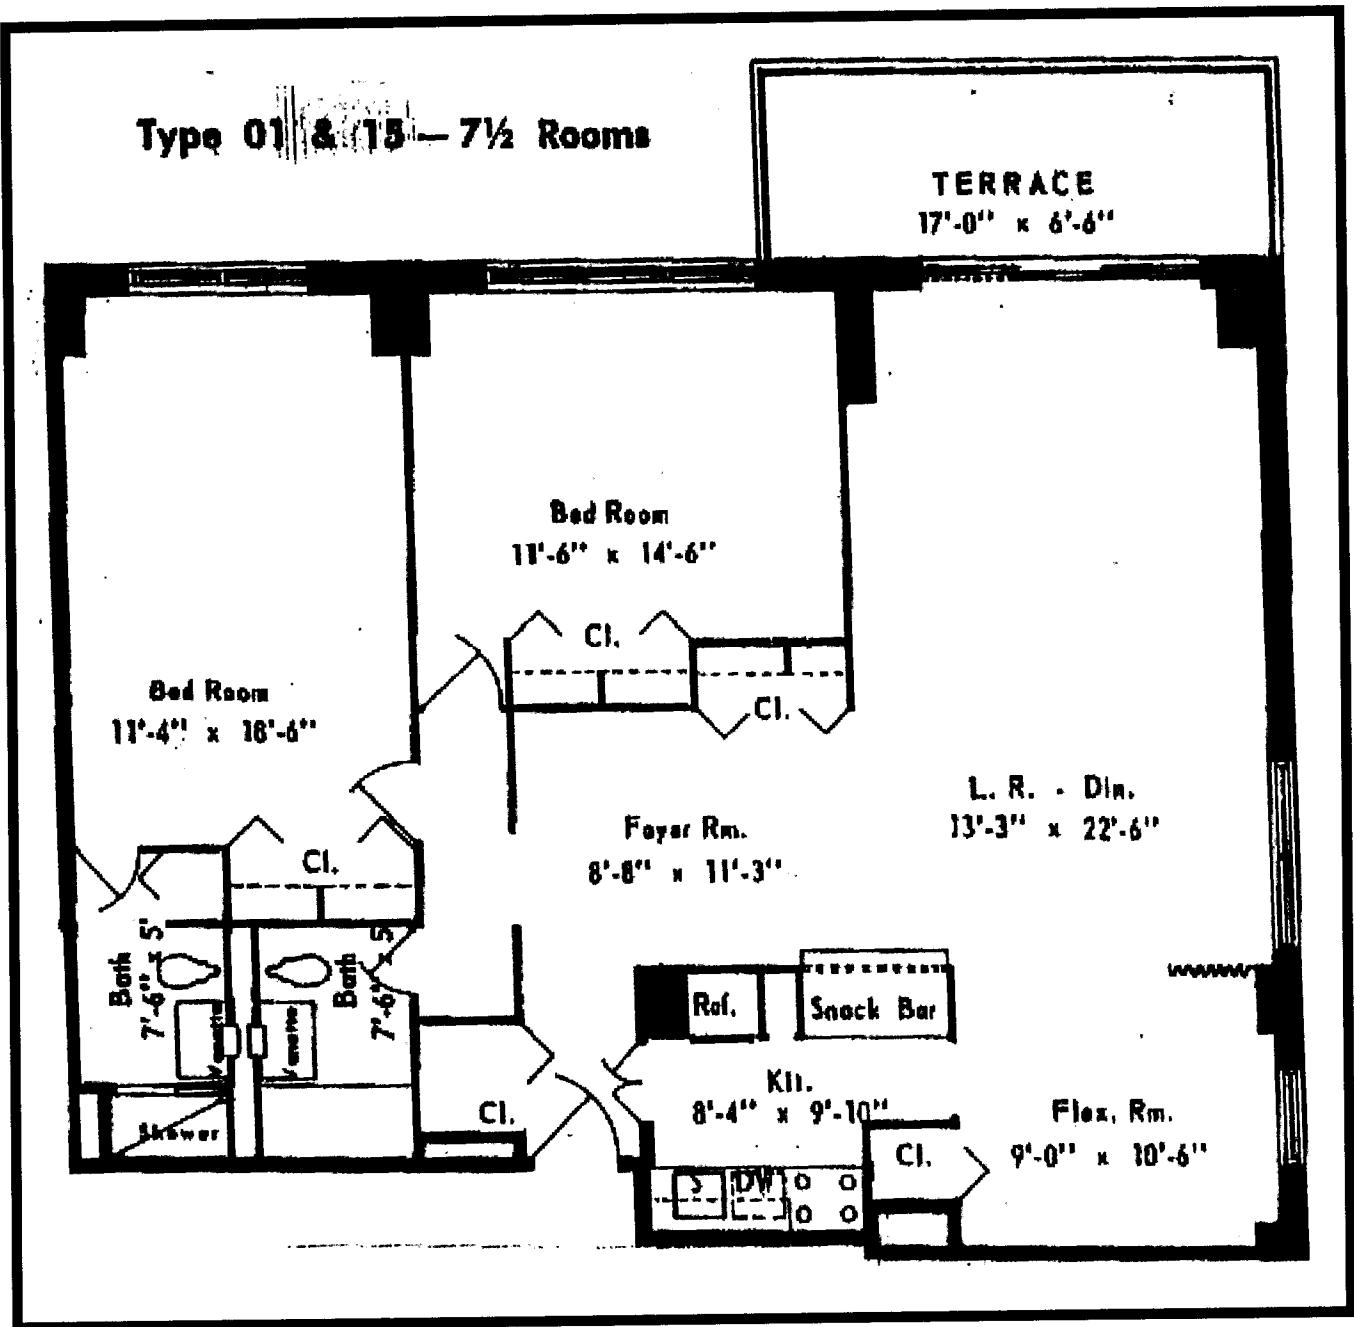 Type 01 & 15 — 7½ Rooms
TERRACE
17'-0" x 6'-6"
Bed Room
11'-6" x 14'-6"
Cl.
Cl.
Bed Room
11'-4" x 18'-6"
Cl.
Foyer Rm.
8'-8" x 11'-3"
L. R. - Din.
13'-3" x 22'-6"
Bath
7'-6" x 5'
Bath
7'-6" x 5'
Shower
Cl.
Ref.
Snack Bar
Kit.
8'-4" x 9'-10"
S
DW
Cl.
Flex. Rm.
9'-0" x 10'-6"